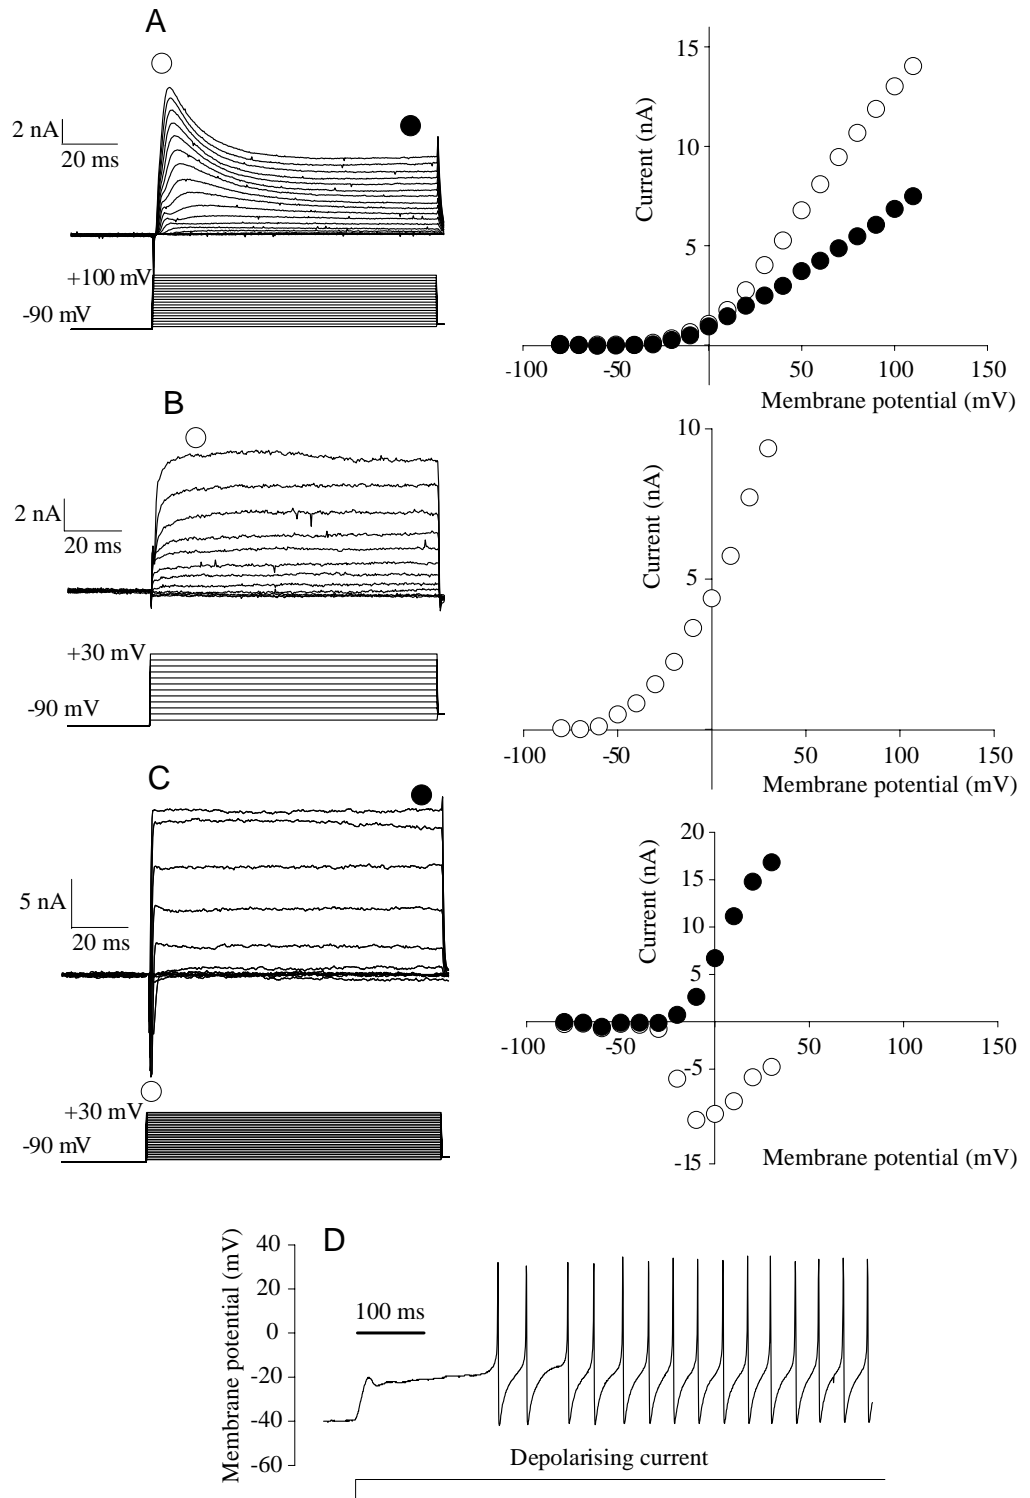 A
2 nA
20 ms
+100 mV
-90 mV
15
10
5
Current (nA)
-100
-50
50
100
150
Membrane potential (mV)
B
2 nA
20 ms
+30 mV
-90 mV
10
5
Current (nA)
-100
-50
50
100
150
Membrane potential (mV)
C
5 nA
20 ms
+30 mV
-90 mV
20
15
10
5
-5
-15
Current (nA)
-100
-50
50
100
150
Membrane potential (mV)
D
Membrane potential (mV)
40
20
0
-20
-40
-60
100 ms
Depolarising current